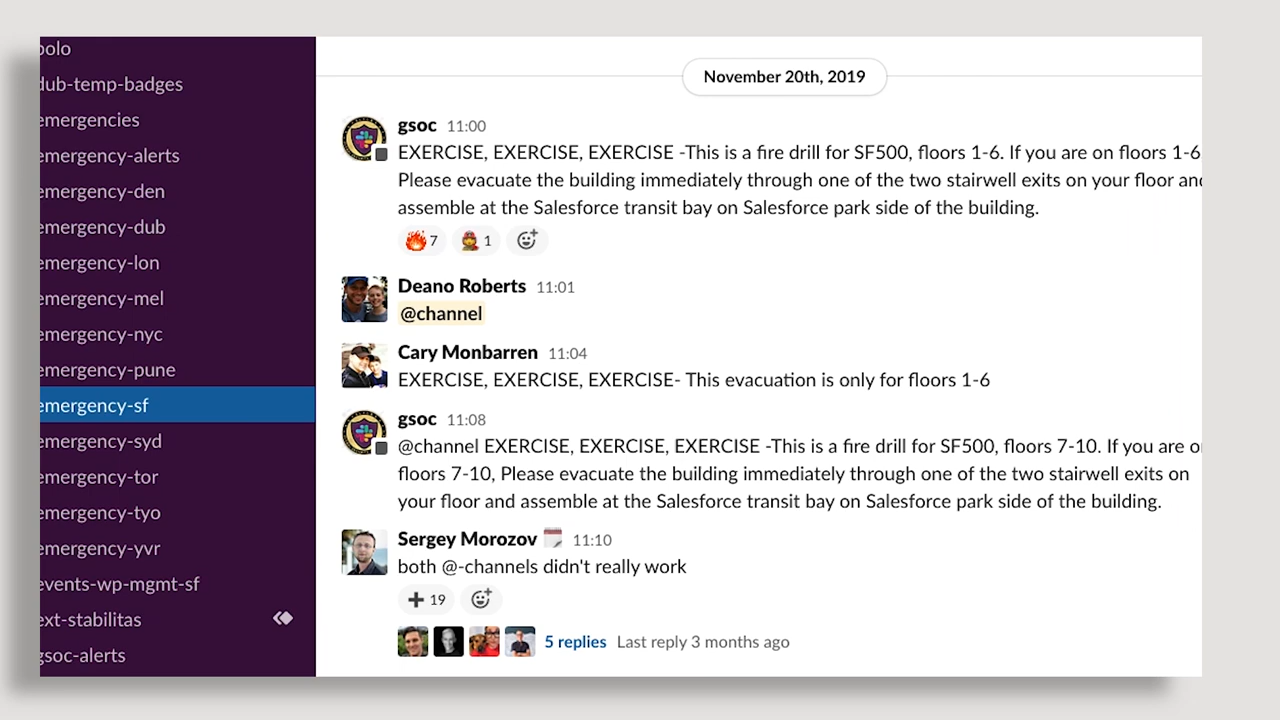 polo
dub-temp-badges
emergencies
emergency-alerts
emergency-den
emergency-dub
emergency-lon
emergency-mel
emergency-nyc
emergency-pune
emergency-sf
emergency-syd
emergency-tor
emergency-tyo
emergency-yvr
events-wp-mgmt-sf
ext-stabilitas
gsoc-alerts
November 20th, 2019
gsoc 11:00
EXERCISE, EXERCISE, EXERCISE -This is a fire drill for SF500, floors 1-6. If you are on floors 1-6
Please evacuate the building immediately through one of the two stairwell exits on your floor and
assemble at the Salesforce transit bay on Salesforce park side of the building.
7 1
Deano Roberts 11:01
@channel
Cary Monbarren 11:04
EXERCISE, EXERCISE, EXERCISE- This evacuation is only for floors 1-6
gsoc 11:08
@channel EXERCISE, EXERCISE, EXERCISE -This is a fire drill for SF500, floors 7-10. If you are o
floors 7-10, Please evacuate the building immediately through one of the two stairwell exits on
your floor and assemble at the Salesforce transit bay on Salesforce park side of the building.
Sergey Morozov 11:10
both @-channels didn't really work
19
5 replies Last reply 3 months ago